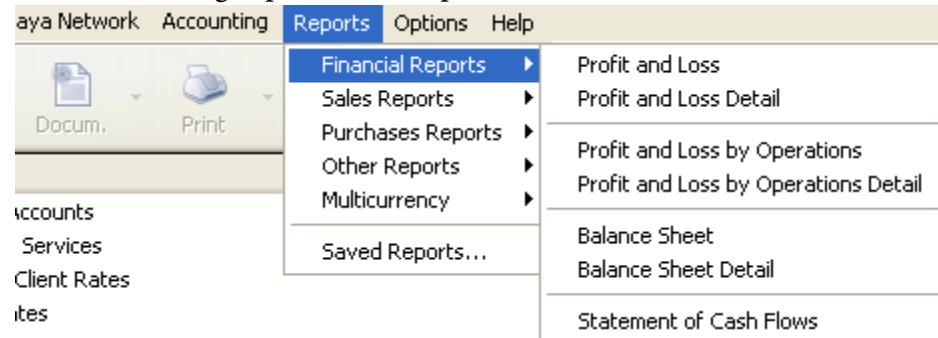 aya Network Accounting Reports Options Help
Docum. Print
Financial Reports
Sales Reports
Purchases Reports
Other Reports
Multicurrency
Saved Reports...
Profit and Loss
Profit and Loss Detail
Profit and Loss by Operations
Profit and Loss by Operations Detail
Balance Sheet
Balance Sheet Detail
Statement of Cash Flows
Accounts
Services
Client Rates
ates